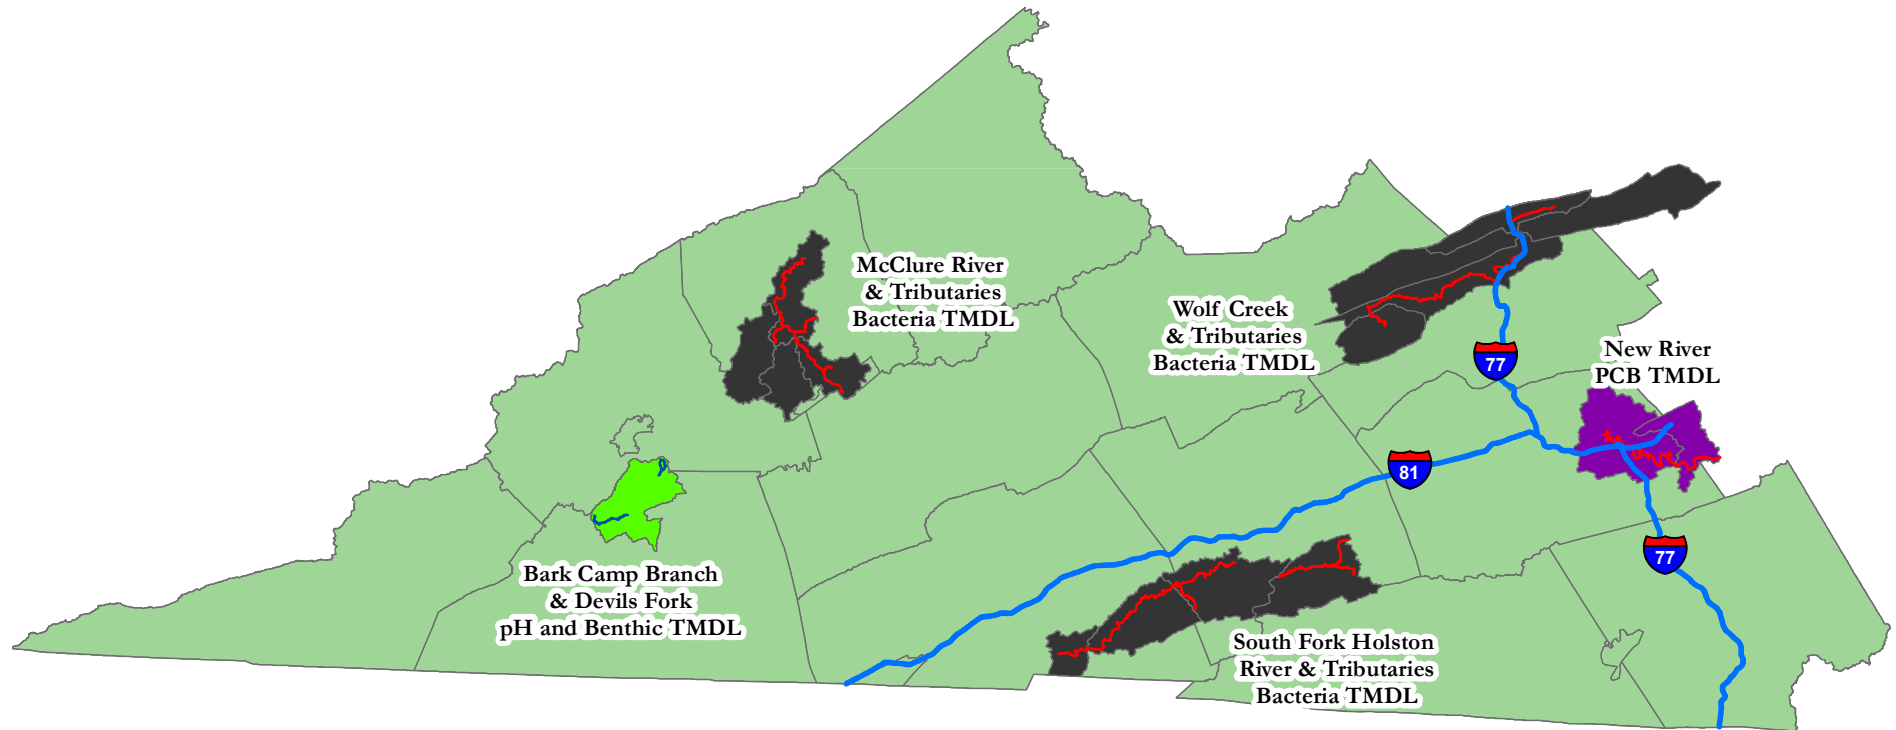 McClure River
& Tributaries
Bacteria TMDL
Wolf Creek
& Tributaries
Bacteria TMDL
77
New River
PCB TMDL
81
77
Bark Camp Branch
& Devils Fork
pH and Benthic TMDL
South Fork Holston
River & Tributaries
Bacteria TMDL